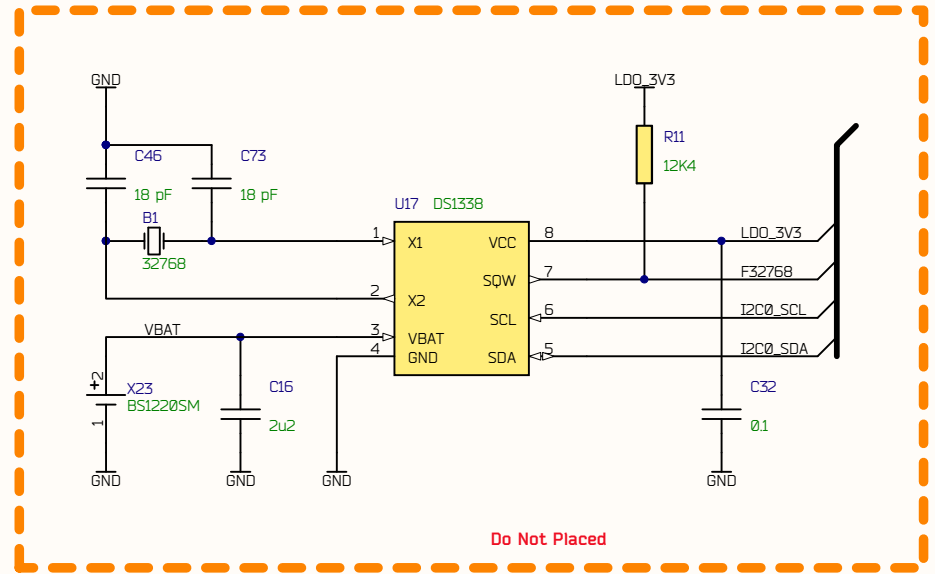 GND
LDO_3V3
C46
C73
R11
18 pF
18 pF
12K4
B1
32768
U17 DS1338
1
X1
VCC
8
LDO_3V3
SQW
7
F32768
2
X2
SCL
6
I2C0_SCL
VBAT
3
VBAT
4
GND
SDA
5
I2C0_SDA
+2
X23
BS1220SM
1
C16
2u2
C32
0.1
GND
GND
GND
GND
Do Not Placed